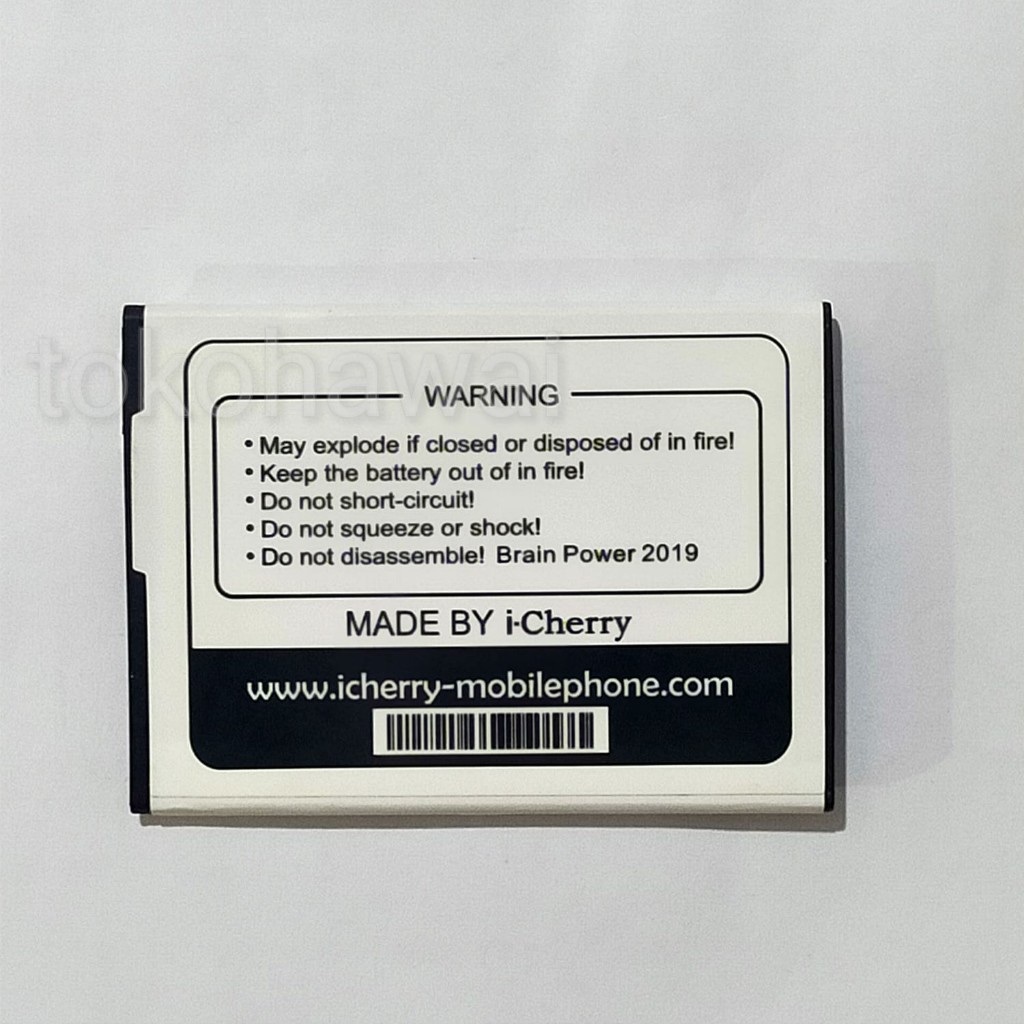 tokohawai
WARNING
• May explode if closed or disposed of in fire!
• Keep the battery out of in fire!
• Do not short-circuit!
• Do not squeeze or shock!
• Do not disassemble! Brain Power 2019
MADE BY i-Cherry
www.icherry-mobilephone.com